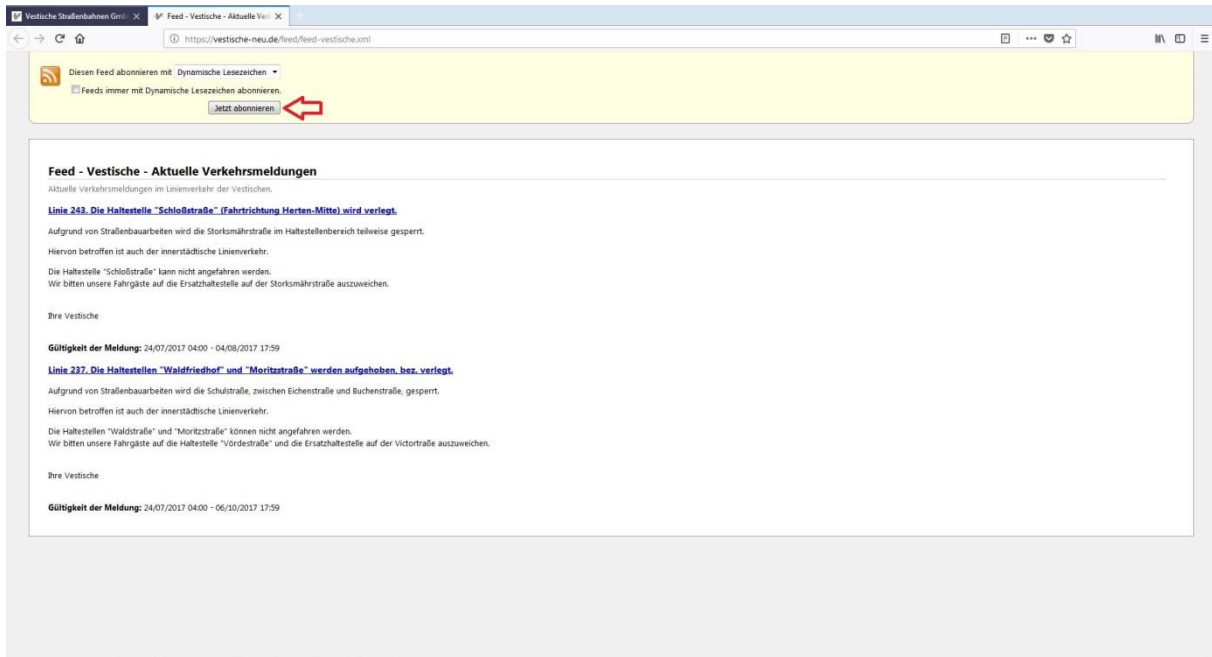 Vestische Straßenbahnen Gmb
Feed - Vestische - Aktuelle Verk
https://vestische-neu.de/feed/feed-vestische.xml
Diesen Feed abonnieren mit Dynamische Lesezeichen
Feeds immer mit Dynamische Lesezeichen abonnieren.
Jetzt abonnieren
Feed - Vestische - Aktuelle Verkehrsmeldungen
Aktuelle Verkehrsmeldungen im Linienverkehr der Vestischen.
Linie 243. Die Haltestelle "Schloßstraße" (Fahrtrichtung Herten-Mitte) wird verlegt.
Aufgrund von Straßenbauarbeiten wird die Storksmährstraße im Haltestellenbereich teilweise gesperrt.
Hiervon betroffen ist auch der innerstädtische Linienverkehr.
Die Haltestelle "Schloßstraße" kann nicht angefahren werden.
Wir bitten unsere Fahrgäste auf die Ersatzhaltestelle auf der Storksmährstraße auszuweichen.
Ihre Vestische
Gültigkeit der Meldung: 24/07/2017 04:00 - 04/08/2017 17:59
Linie 237. Die Haltestellen "Waldfriedhof" und "Moritzstraße" werden aufgehoben, bez. verlegt.
Aufgrund von Straßenbauarbeiten wird die Schulstraße, zwischen Eichenstraße und Buchenstraße, gesperrt.
Hiervon betroffen ist auch der innerstädtische Linienverkehr.
Die Haltestellen "Waldstraße" und "Moritzstraße" können nicht angefahren werden.
Wir bitten unsere Fahrgäste auf die Haltestelle "Vördestraße" und die Ersatzhaltestelle auf der Victortraße auszuweichen.
Ihre Vestische
Gültigkeit der Meldung: 24/07/2017 04:00 - 06/10/2017 17:59